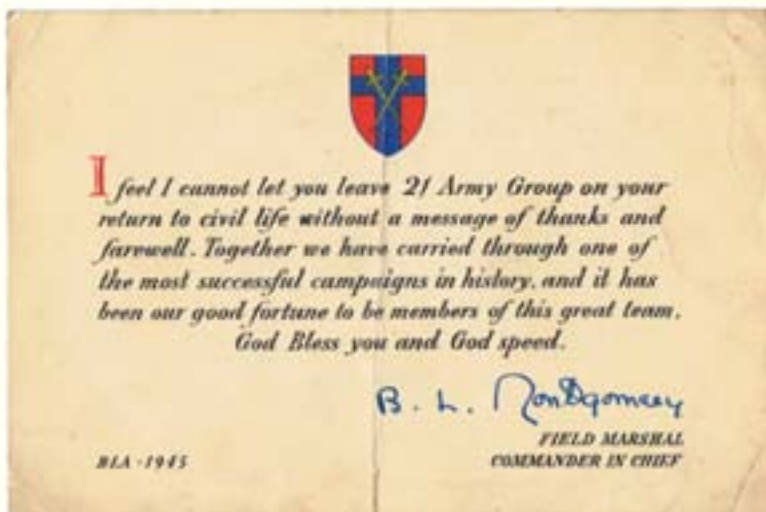 I feel I cannot let you leave 21 Army Group on your
return to civil life without a message of thanks and
farewell. Together we have carried through one of
the most successful campaigns in history, and it has
been our good fortune to be members of this great team.
God Bless you and God speed.
B. L. Montgomery
FIELD MARSHAL
COMMANDER IN CHIEF
BLA - 1945